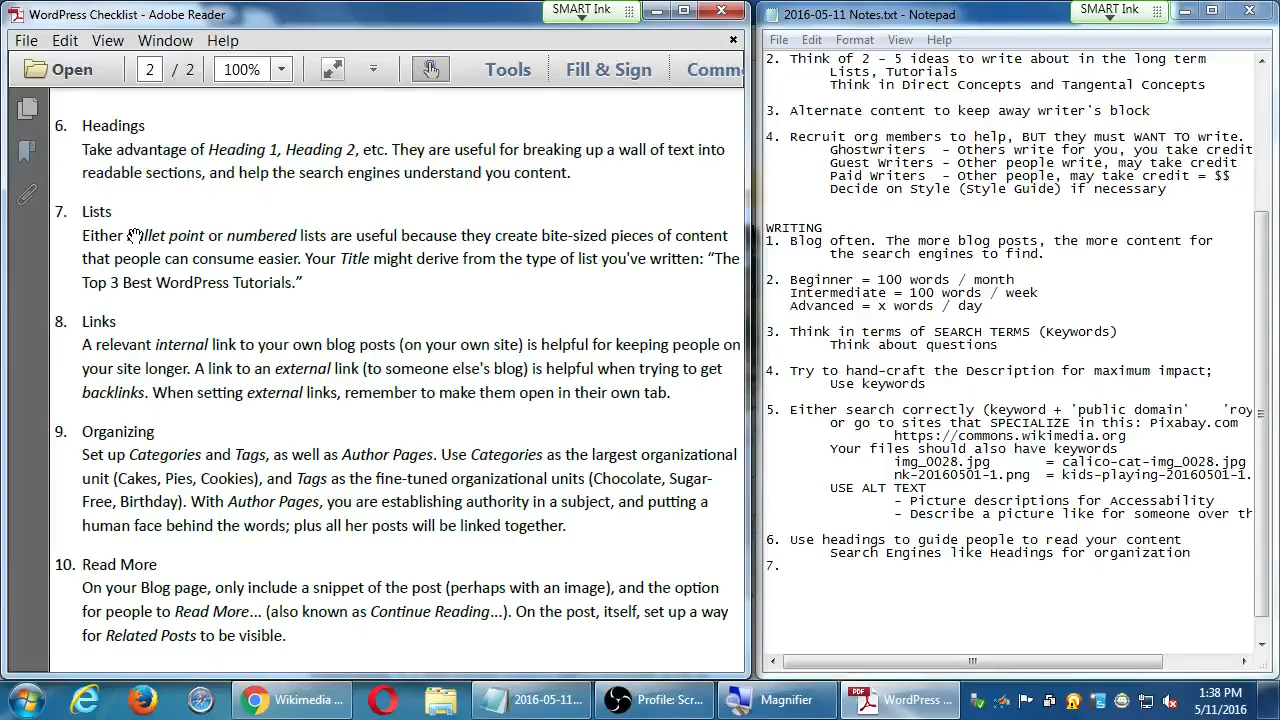 WordPress Checklist - Adobe Reader
SMART Ink
File Edit View Window Help
Open
2 / 2
100%
Tools
Fill & Sign
Comme
6. Headings
Take advantage of Heading 1, Heading 2, etc. They are useful for breaking up a wall of text into
readable sections, and help the search engines understand you content.
7. Lists
Either bullet point or numbered lists are useful because they create bite-sized pieces of content
that people can consume easier. Your Title might derive from the type of list you've written: “The
Top 3 Best WordPress Tutorials.”
8. Links
A relevant internal link to your own blog posts (on your own site) is helpful for keeping people on
your site longer. A link to an external link (to someone else's blog) is helpful when trying to get
backlinks. When setting external links, remember to make them open in their own tab.
9. Organizing
Set up Categories and Tags, as well as Author Pages. Use Categories as the largest organizational
unit (Cakes, Pies, Cookies), and Tags as the fine-tuned organizational units (Chocolate, Sugar-
Free, Birthday). With Author Pages, you are establishing authority in a subject, and putting a
human face behind the words; plus all her posts will be linked together.
10. Read More
On your Blog page, only include a snippet of the post (perhaps with an image), and the option
for people to Read More... (also known as Continue Reading...). On the post, itself, set up a way
for Related Posts to be visible.
2016-05-11 Notes.txt - Notepad
SMART Ink
File Edit Format View Help
2. Think of 2 - 5 ideas to write about in the long term
Lists, Tutorials
Think in Direct Concepts and Tangental Concepts
3. Alternate content to keep away writer's block
4. Recruit org members to help, BUT they must WANT TO write.
Ghostwriters - Others write for you, you take credit
Guest Writers - Other people write, may take credit
Paid Writers - Other people, may take credit = $$
Decide on Style (Style Guide) if necessary
WRITING
1. Blog often. The more blog posts, the more content for
the search engines to find.
2. Beginner = 100 words / month
Intermediate = 100 words / week
Advanced = x words / day
3. Think in terms of SEARCH TERMS (Keywords)
Think about questions
4. Try to hand-craft the Description for maximum impact;
Use keywords
5. Either search correctly (keyword + 'public domain' 'roy
or go to sites that SPECIALIZE in this: Pixabay.com
https://commons.wikimedia.org
Your files should also have keywords
img_0028.jpg = calico-cat-img_0028.jpg
nk-20160501-1.png = kids-playing-20160501-1.
USE ALT TEXT
- Picture descriptions for Accessability
- Describe a picture like for someone over th
6. Use headings to guide people to read your content
Search Engines like Headings for organization
7.
Wikimedia ...
2016-05-11...
Profile: Scr...
Magnifier
PDF
WordPress ...
1:38 PM
5/11/2016